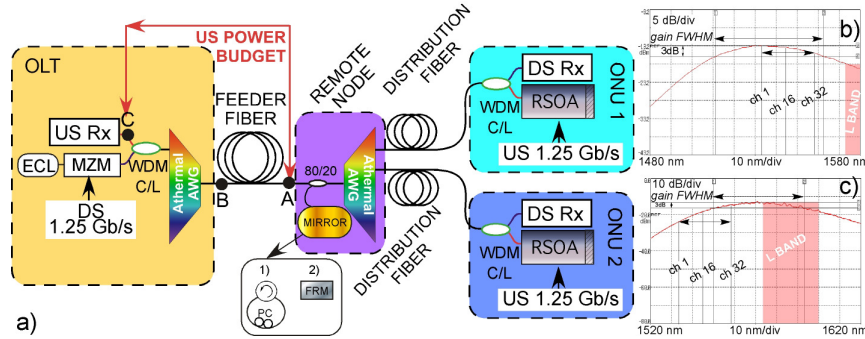 OLT
US POWER
BUDGET
C
US Rx
ECL
MZM
WDM
C/L
DS
1.25 Gb/s
Athermal
AWG
FEEDER
FIBER
B
A
REMOTE
NODE
80/20
MIRROR
Athermal
AWG
1)
2)
PC
FRM
DISTRIBUTION
FIBER
DISTRIBUTION
FIBER
DS Rx
RSOA
WDM
C/L
US 1.25 Gb/s
ONU 1
DS Rx
RSOA
WDM
C/L
US 1.25 Gb/s
ONU 2
a)
5 dB/div
b)
gain FWHM
3dB
ch 1
ch 16
ch 32
L BAND
1480 nm
10 nm/div
1580 nm
10 dB/div
c)
gain FWHM
3dB
ch 1
ch 16
ch 32
L BAND
1520 nm
10 nm/div
1620 nm